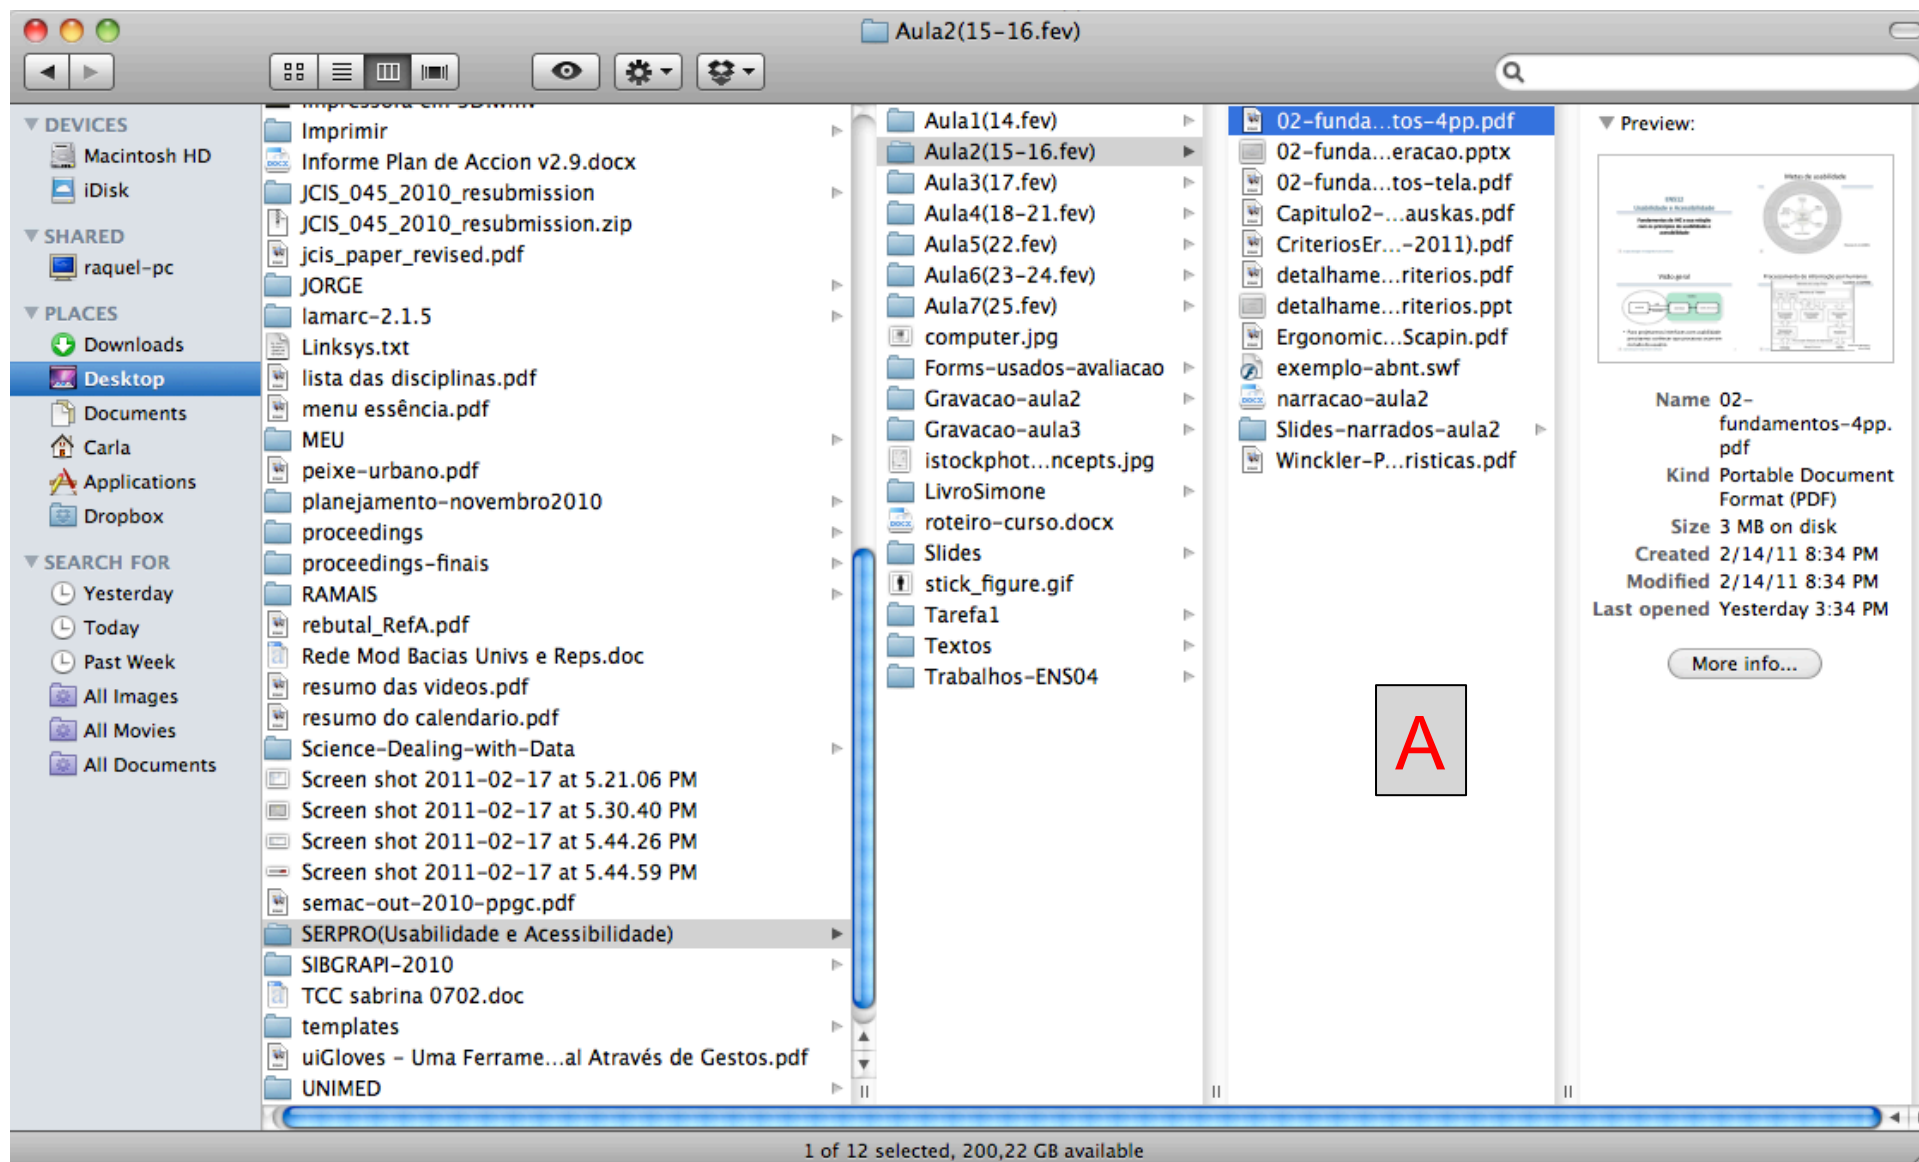 Aula2(15-16.fev)
DEVICES
Macintosh HD
iDisk
SHARED
raquel-pc
PLACES
Downloads
Desktop
Documents
Carla
Applications
Dropbox
SEARCH FOR
Yesterday
Today
Past Week
All Images
All Movies
All Documents
Imprimir
Informe Plan de Accion v2.9.docx
JCIS_045_2010_resubmission
JCIS_045_2010_resubmission.zip
jcis_paper_revised.pdf
JORGE
lamarc-2.1.5
Linksys.txt
lista das disciplinas.pdf
menu essência.pdf
MEU
peixe-urbano.pdf
planejamento-novembro2010
proceedings
proceedings-finais
RAMAIS
rebutal_RefA.pdf
Rede Mod Bacias Univs e Reps.doc
resumo das videos.pdf
resumo do calendario.pdf
Science-Dealing-with-Data
Screen shot 2011-02-17 at 5.21.06 PM
Screen shot 2011-02-17 at 5.30.40 PM
Screen shot 2011-02-17 at 5.44.26 PM
Screen shot 2011-02-17 at 5.44.59 PM
semac-out-2010-ppgc.pdf
SERPRO(Usabilidade e Acessibilidade)
SIBGRAPI-2010
TCC sabrina 0702.doc
templates
uiGloves - Uma Ferrame...al Através de Gestos.pdf
UNIMED
Aula1(14.fev)
Aula2(15-16.fev)
Aula3(17.fev)
Aula4(18-21.fev)
Aula5(22.fev)
Aula6(23-24.fev)
Aula7(25.fev)
computer.jpg
Forms-usados-avaliacao
Gravacao-aula2
Gravacao-aula3
istockphot...ncepts.jpg
LivroSimone
roteiro-curso.docx
Slides
stick_figure.gif
Tarefa1
Textos
Trabalhos-ENS04
02-funda...tos-4pp.pdf
02-funda...eracao.pptx
02-funda...tos-tela.pdf
Capitulo2-...auskas.pdf
CriteriosEr...-2011).pdf
detalhame...riterios.pdf
detalhame...riterios.ppt
Ergonomic...Scapin.pdf
exemplo-abnt.swf
narracao-aula2
Slides-narrados-aula2
Winckler-P...risticas.pdf
A
Preview:
Metas de usabilidade
Usabilidade e Acessibilidade
Visão geral
Name 02-
fundamentos-4pp.
pdf
Kind Portable Document
Format (PDF)
Size 3 MB on disk
Created 2/14/11 8:34 PM
Modified 2/14/11 8:34 PM
Last opened Yesterday 3:34 PM
More info...
1 of 12 selected, 200,22 GB available